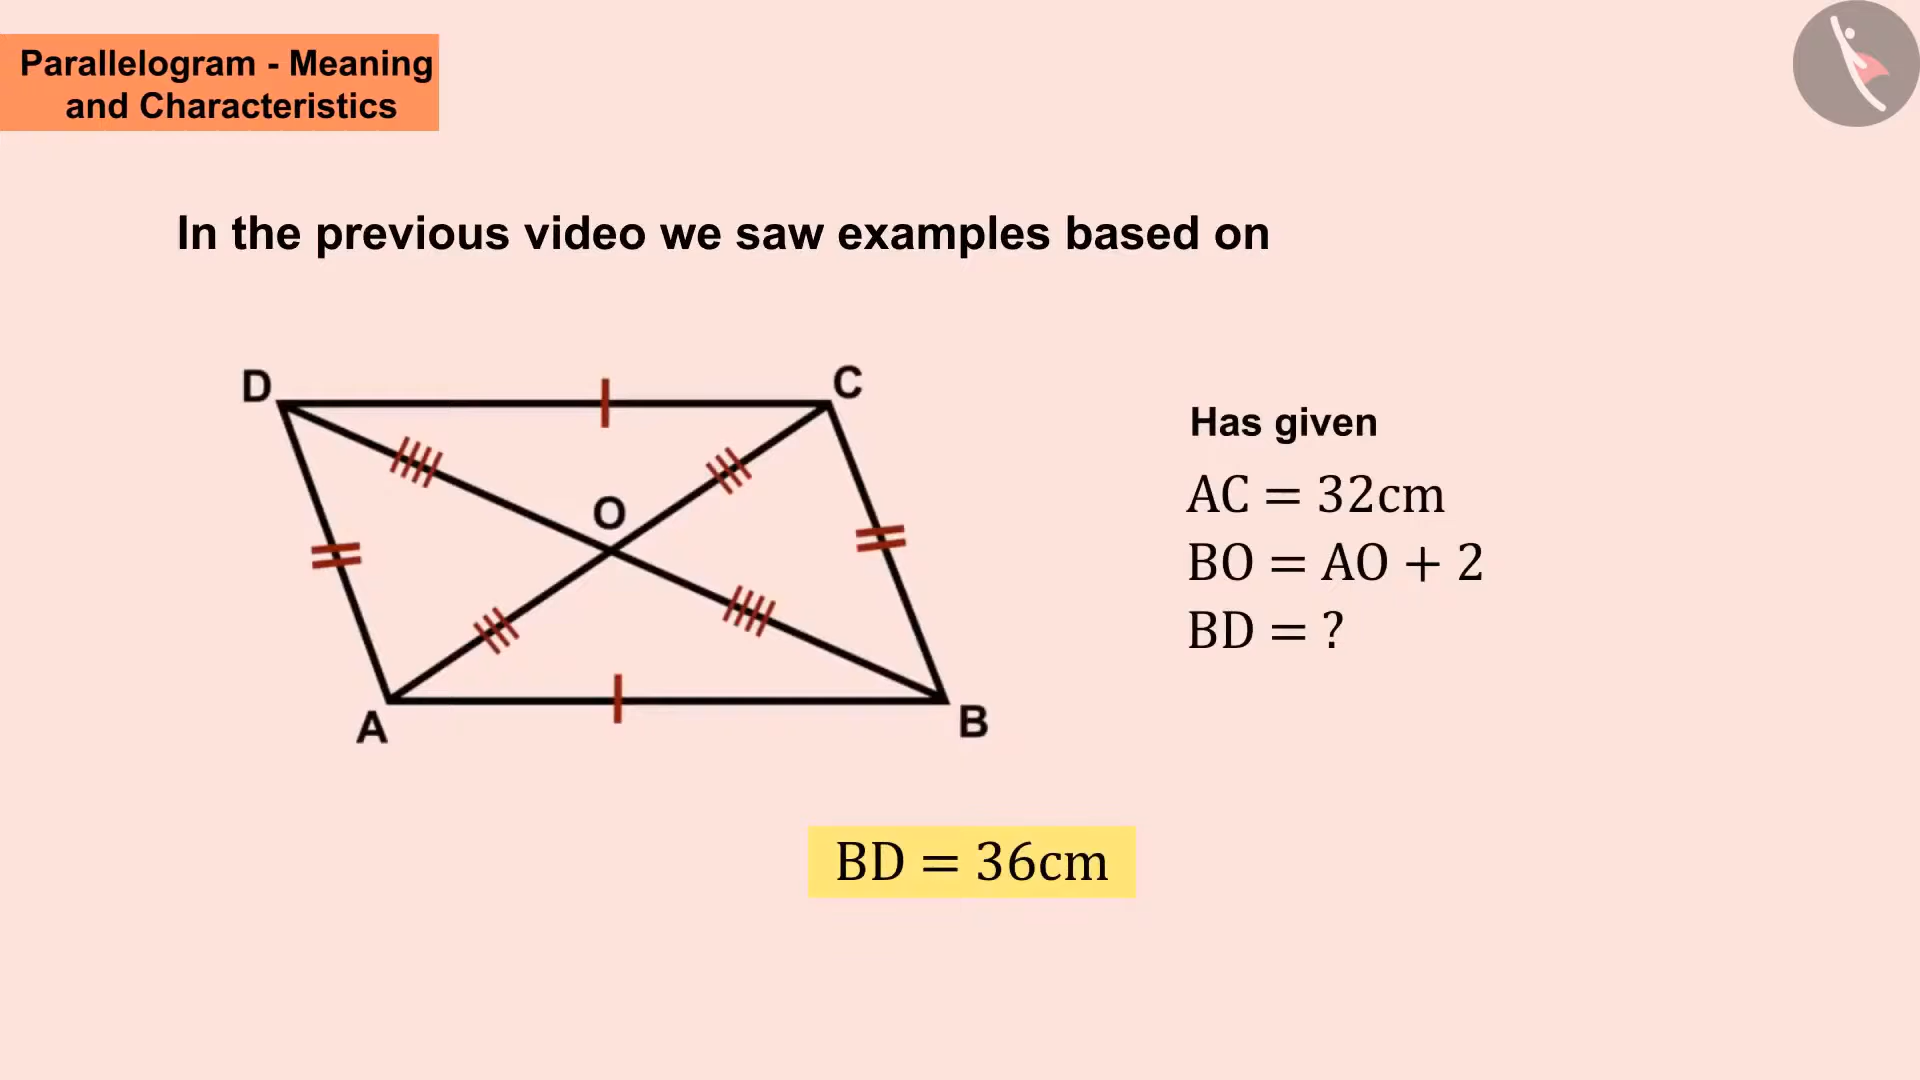 Parallelogram - Meaning
and Characteristics
In the previous video we saw examples based on
D
C
O
A
B
Has given
AC = 32cm
BO = AO + 2
BD = ?
BD = 36cm